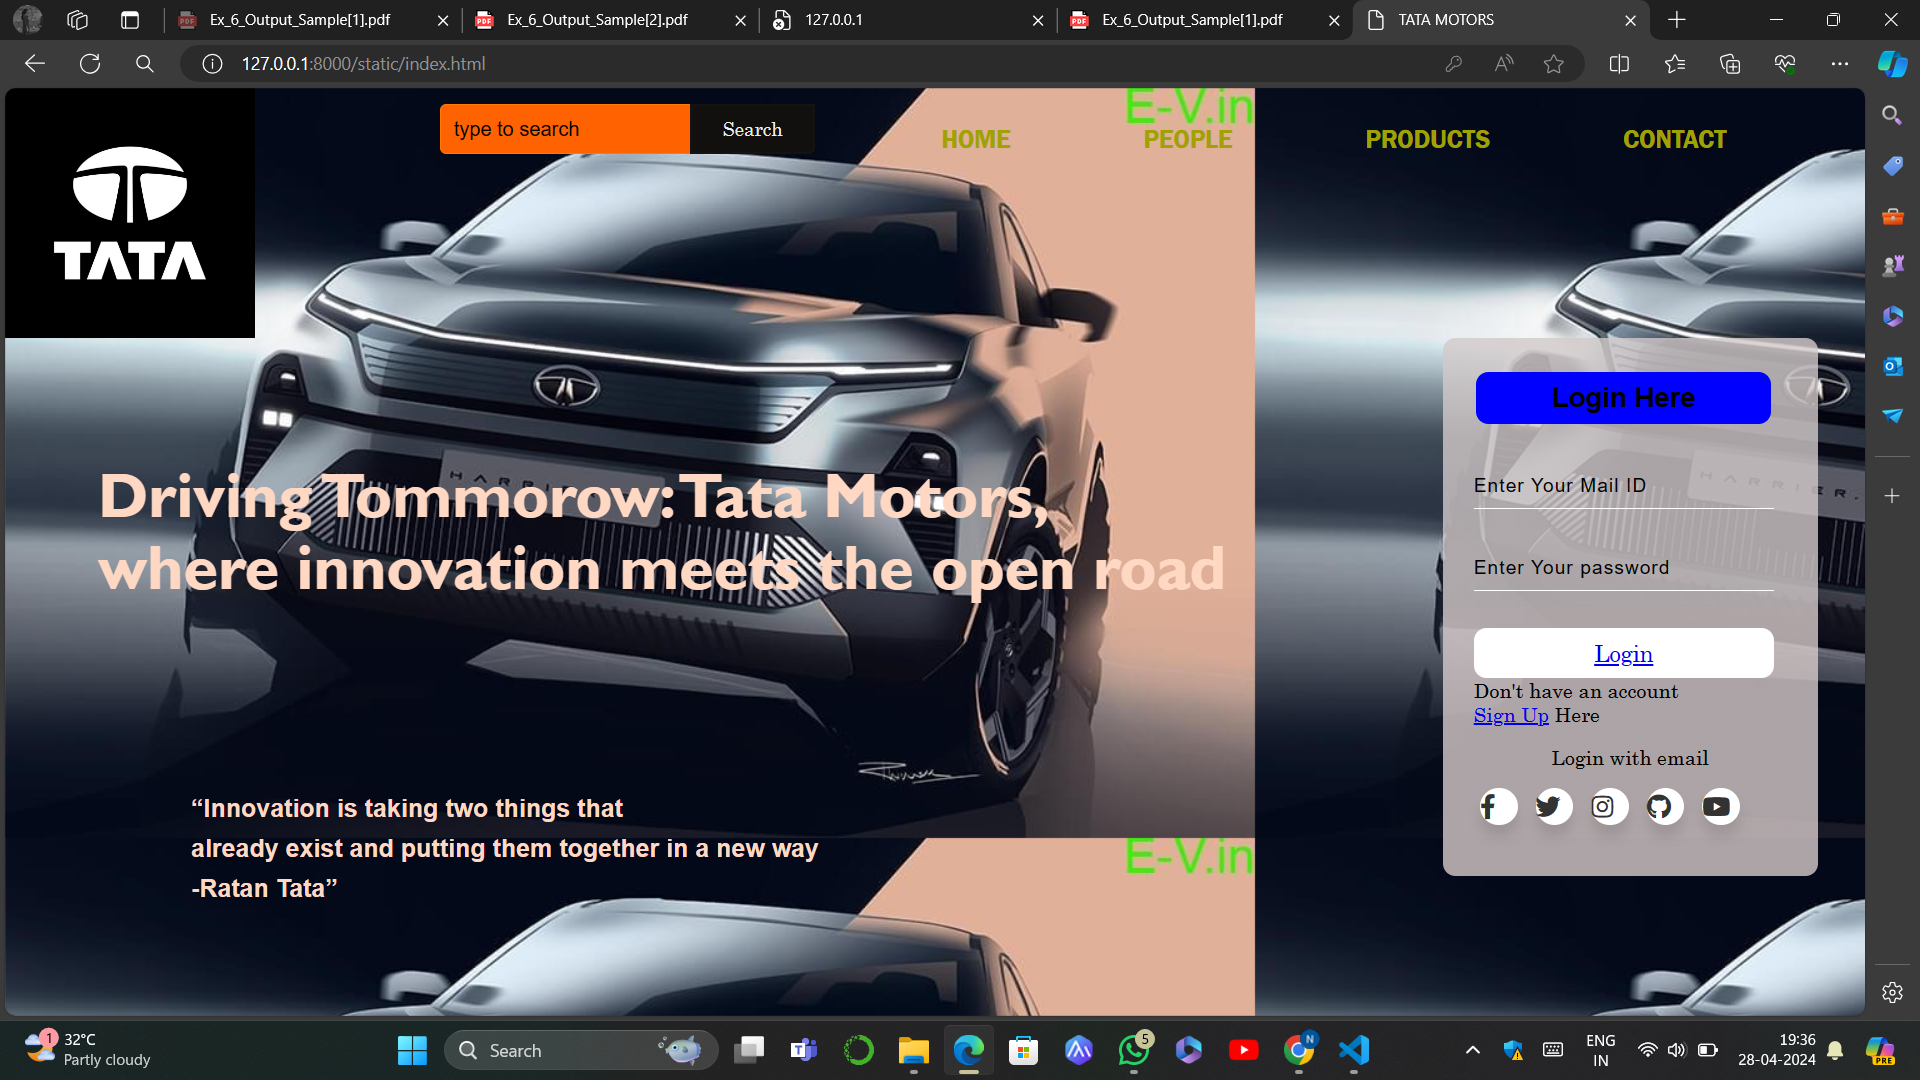 Ex_6_Output_Sample[1].pdf
Ex_6_Output_Sample[2].pdf
127.0.0.1
Ex_6_Output_Sample[1].pdf
TATA MOTORS
127.0.0.1:8000/static/index.html
TATA
type to search
Search
E-V.in
HOME
PEOPLE
PRODUCTS
CONTACT
Login Here
HARRIER
HARRIER.
Enter Your Mail ID
Driving Tommorow:Tata Motors,
where innovation meets the open road
Enter Your password
Login
Don't have an account
Sign Up Here
Login with email
“Innovation is taking two things that
already exist and putting them together in a new way
-Ratan Tata”
E-V.in
1
32°C
Partly cloudy
Search
5
N
ENG
IN
19:36
28-04-2024
PRE